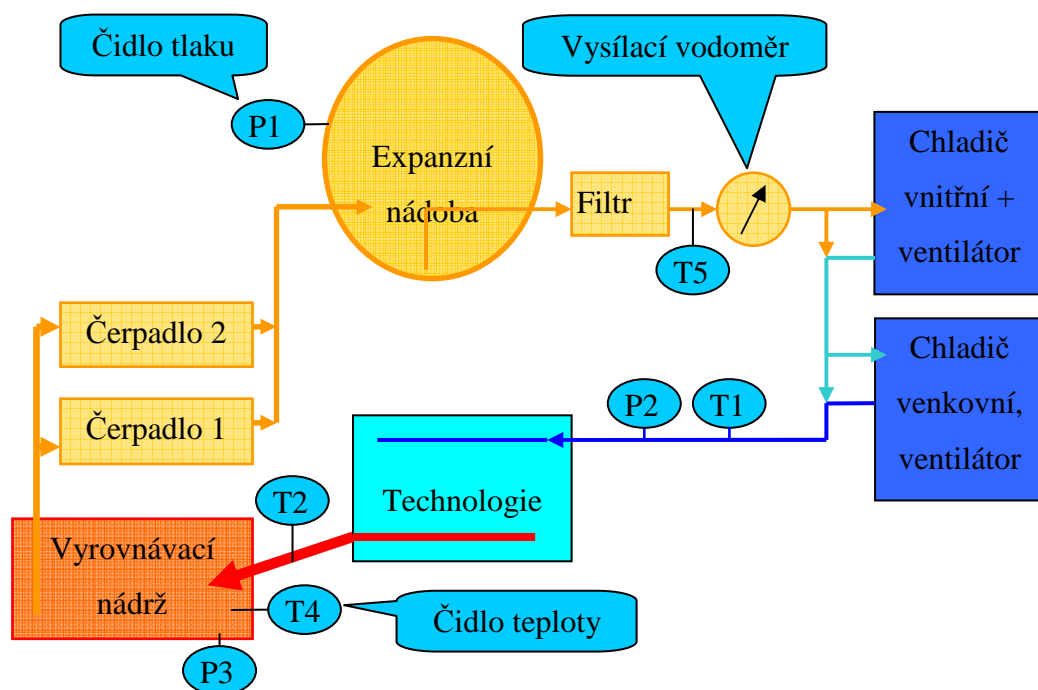 Čidlo tlaku
Vysílací vodoměr
P1
Expanzní
nádoba
Filtr
T5
Chladič
vnitřní +
ventilátor
Čerpadlo 2
Čerpadlo 1
Chladič
venkovní,
ventilátor
P2
T1
Technologie
T2
Vyrovnávací
nádrž
T4
Čidlo teploty
P3